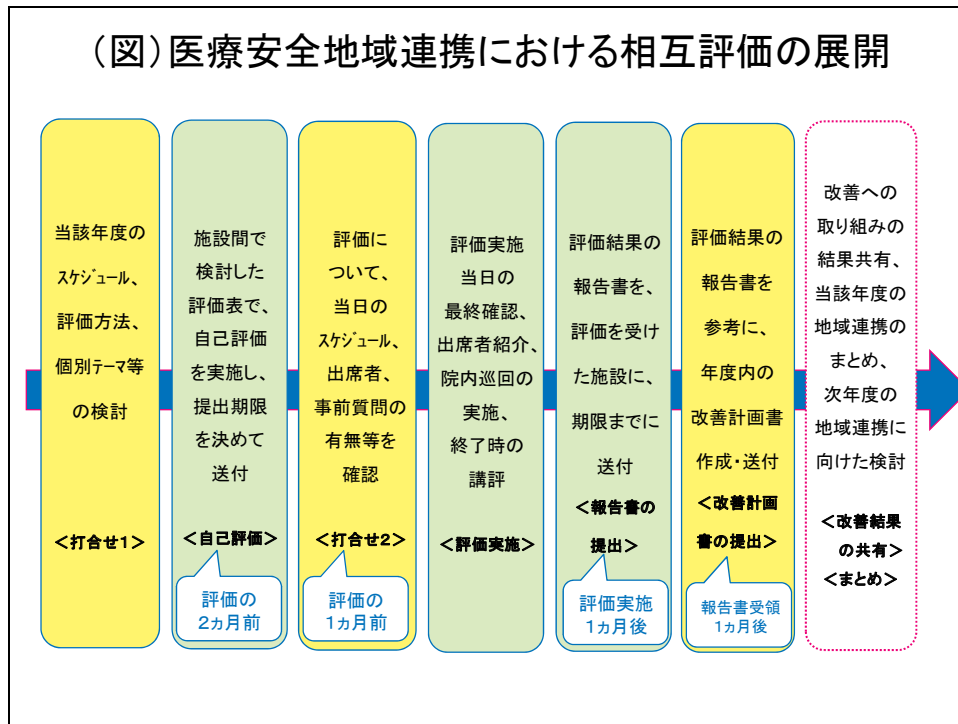 (図)医療安全地域連携における相互評価の展開
当該年度の
ｽｹｼﾞｭｰﾙ、
評価方法、
個別ﾃｰﾏ等
の検討
＜打合せ1＞
施設間で
検討した
評価表で、
自己評価
を実施し、
提出期限
を決めて
送付
＜自己評価＞
評価の
2ヵ月前
評価に
ついて、
当日の
ｽｹｼﾞｭｰﾙ、
出席者、
事前質問の
有無等を
確認
＜打合せ2＞
評価の
1ヵ月前
評価実施
当日の
最終確認、
出席者紹介、
院内巡回の
実施、
終了時の
講評
＜評価実施＞
評価結果の
報告書を、
評価を受け
た施設に、
期限までに
送付
＜報告書の
提出＞
評価実施
1ヵ月後
評価結果の
報告書を
参考に、
年度内の
改善計画書
作成・送付
＜改善計画
書の提出＞
報告書受領
1ヵ月後
改善への
取り組みの
結果共有、
当該年度の
地域連携の
まとめ、
次年度の
地域連携に
向けた検討
＜改善結果
の共有＞
＜まとめ＞